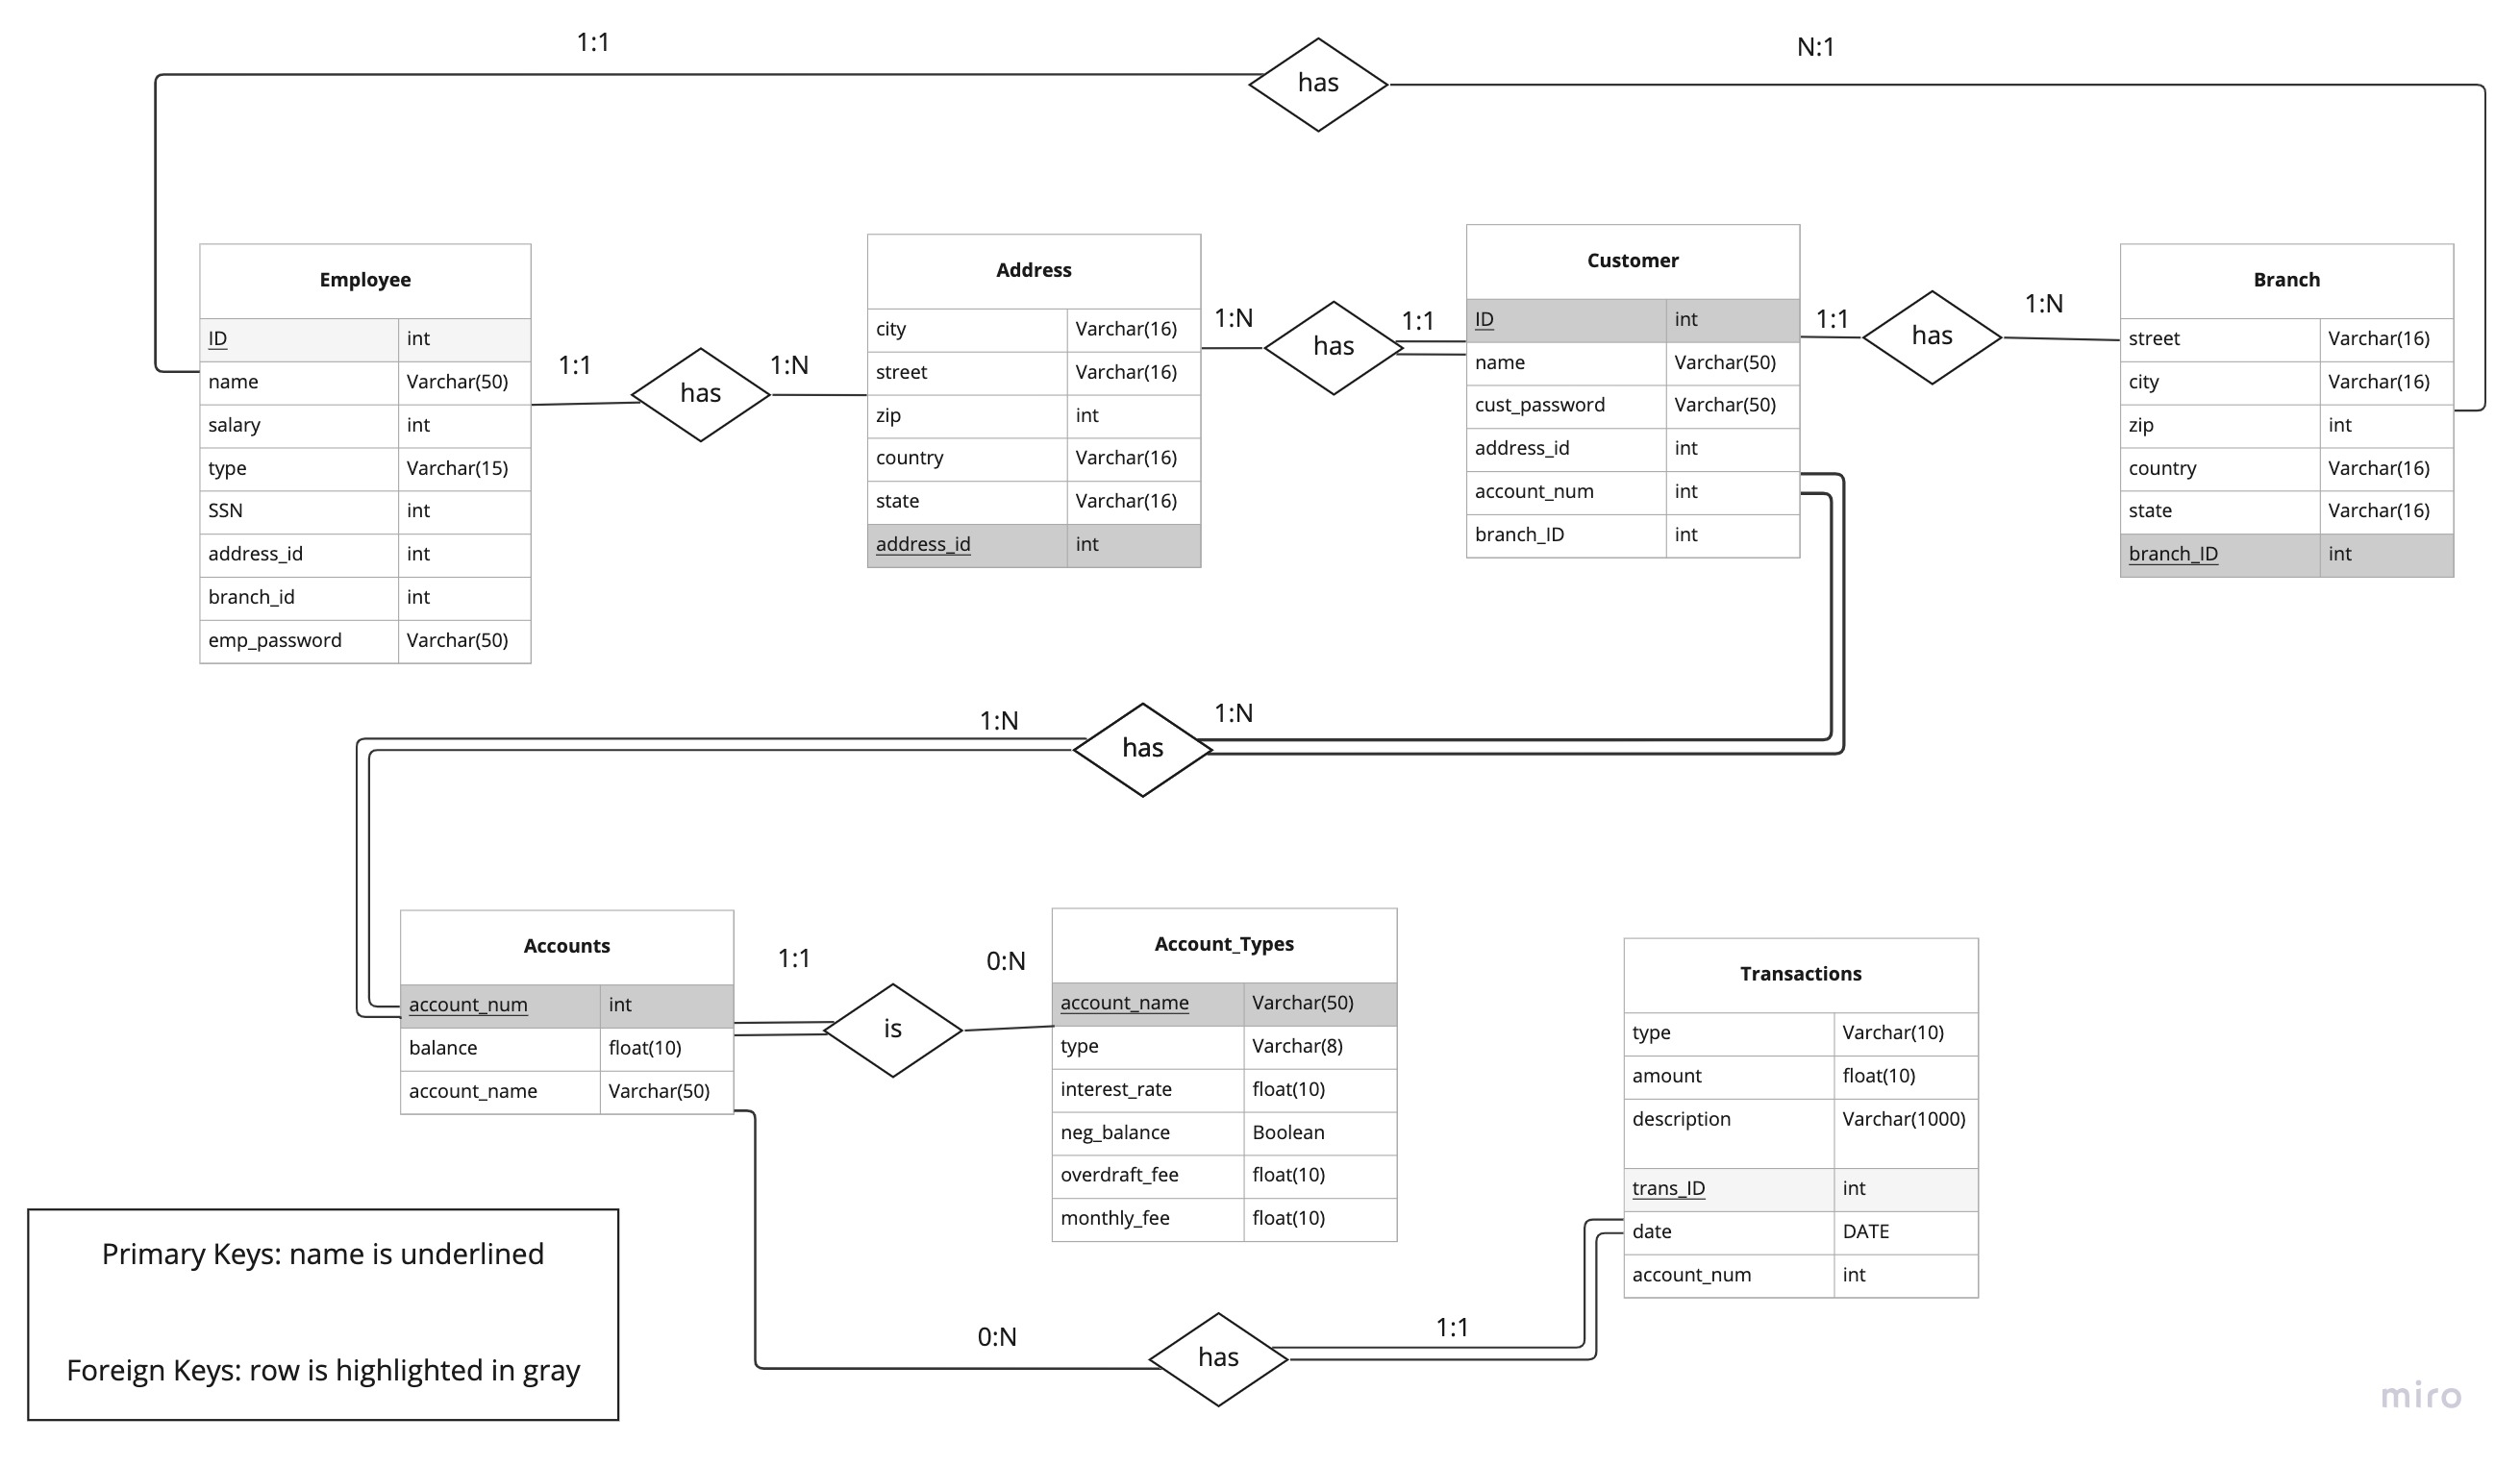 1:1
N:1
has
Employee
ID int
name Varchar(50)
salary int
type Varchar(15)
SSN int
address_id int
branch_id int
emp_password Varchar(50)
1:1
has
1:N
Address
city Varchar(16)
street Varchar(16)
zip int
country Varchar(16)
state Varchar(16)
address_id int
1:N
has
1:1
Customer
ID int
name Varchar(50)
cust_password Varchar(50)
address_id int
account_num int
branch_ID int
1:1
has
1:N
Branch
street Varchar(16)
city Varchar(16)
zip int
country Varchar(16)
state Varchar(16)
branch_ID int
1:N
has
1:N
Accounts
account_num int
balance float(10)
account_name Varchar(50)
1:1
is
0:N
Account_Types
account_name Varchar(50)
type Varchar(8)
interest_rate float(10)
neg_balance Boolean
overdraft_fee float(10)
monthly_fee float(10)
Transactions
type Varchar(10)
amount float(10)
description Varchar(1000)
trans_ID int
date DATE
account_num int
0:N
has
1:1
Primary Keys: name is underlined
Foreign Keys: row is highlighted in gray
miro